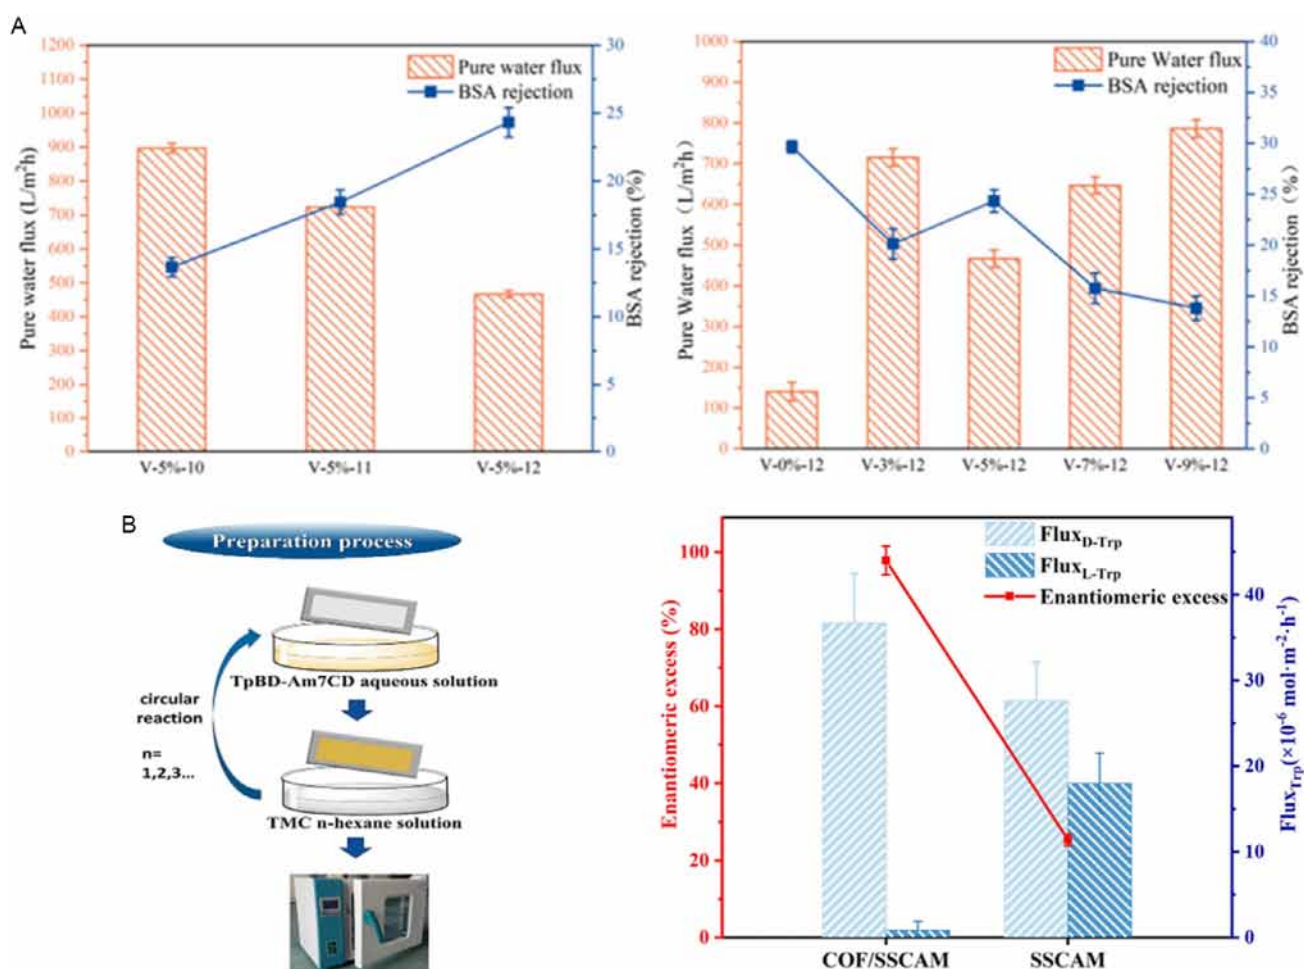 A
1200
1100
1000
900
800
700
600
500
400
300
200
100
0
Pure water flux (L/m²h)
Pure water flux
BSA rejection
30
25
20
15
10
5
0
BSA rejection (%)
V-5%-10 V-5%-11 V-5%-12
1000
900
800
700
600
500
400
300
200
100
0
Pure Water flux（L/m²h）
Pure Water flux
BSA rejection
40
35
30
25
20
15
10
5
0
BSA rejection（%）
V-0%-12 V-3%-12 V-5%-12 V-7%-12 V-9%-12
B
Preparation process
TpBD-Am7CD aqueous solution
circular
reaction
n=
1,2,3...
TMC n-hexane solution
100
80
60
40
20
0
Enantiomeric excess (%)
Flux D-Trp
Flux L-Trp
Enantiomeric excess
40
30
20
10
0
Flux Trp (×10⁻⁶ mol·m⁻²·h⁻¹)
COF/SSCAM SSCAM